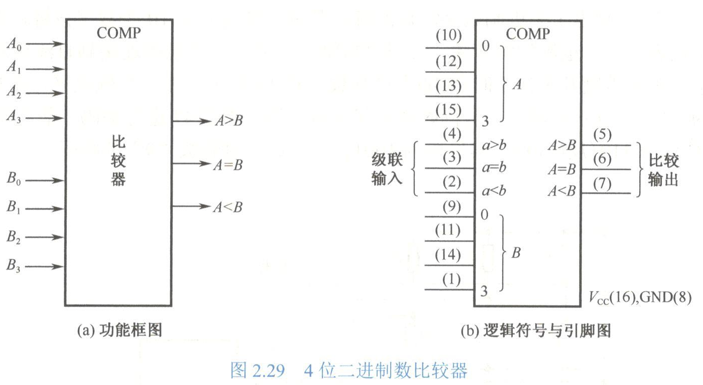 COMP
A₀
A₁
A₂
A₃
比较器
A>B
A=B
A<B
B₀
B₁
B₂
B₃
(a) 功能框图
COMP
(10) 0
(12)
(13) A
(15) 3
(4) a>b A>B (5)
级联输入
(3) a=b A=B (6)
比较输出
(2) a<b A<B (7)
(9) 0
(11)
(14) B
(1) 3
V_CC(16),GND(8)
(b) 逻辑符号与引脚图
图 2.29 4 位二进制数比较器